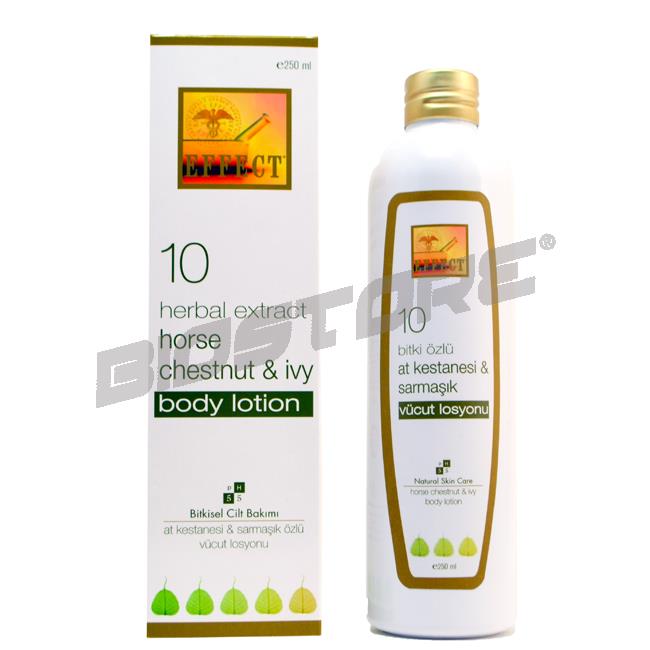 ℮250 ml
EFFECT
10
herbal extract
horse
chestnut & ivy
body lotion
PH
5 5
Bitkisel Cilt Bakımı
at kestanesi & sarmaşık özlü
vücut losyonu
EFFECT
10
bitki özlü
at kestanesi &
sarmaşık
vücut losyonu
PH
5 5
Natural Skin Care
horse chestnut & ivy
body lotion
℮250 ml
BIOSTORE®